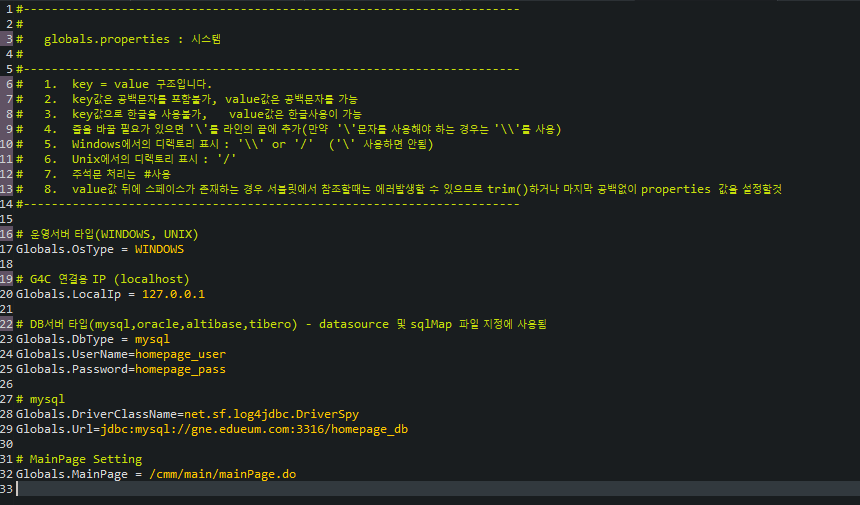 1 #-----------------------------------------------------------------------
2 #
3 #   globals.properties : 시스템
4 #
5 #-----------------------------------------------------------------------
6 #   1.  key = value 구조입니다.
7 #   2.  key값은 공백문자를 포함불가, value값은 공백문자를 가능
8 #   3.  key값으로 한글을 사용불가,   value값은 한글사용이 가능
9 #   4.  줄을 바꿀 필요가 있으면 '\'를 라인의 끝에 추가(만약  '\'문자를 사용해야 하는 경우는 '\\'를 사용)
10 #   5.  Windows에서의 디렉토리 표시 : '\\' or '/'  ('\' 사용하면 안됨)
11 #   6.  Unix에서의 디렉토리 표시 : '/'
12 #   7.  주석문 처리는  #사용
13 #   8.  value값 뒤에 스페이스가 존재하는 경우 서블릿에서 참조할때는 에러발생할 수 있으므로 trim()하거나 마지막 공백없이 properties 값을 설정할것
14 #-----------------------------------------------------------------------
15
16 # 운영서버 타입(WINDOWS, UNIX)
17 Globals.OsType = WINDOWS
18
19 # G4C 연결용 IP (localhost)
20 Globals.LocalIp = 127.0.0.1
21
22 # DB서버 타입(mysql,oracle,altibase,tibero) - datasource 및 sqlMap 파일 지정에 사용됨
23 Globals.DbType = mysql
24 Globals.UserName=homepage_user
25 Globals.Password=homepage_pass
26
27 # mysql
28 Globals.DriverClassName=net.sf.log4jdbc.DriverSpy
29 Globals.Url=jdbc:mysql://gne.edueum.com:3316/homepage_db
30
31 # MainPage Setting
32 Globals.MainPage = /cmm/main/mainPage.do
33